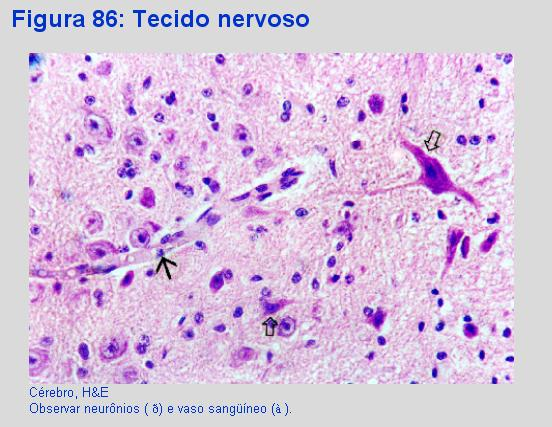 Figura 86: Tecido nervoso
Cérebro, H&E
Observar neurônios ( ð) e vaso sangüíneo (à ).